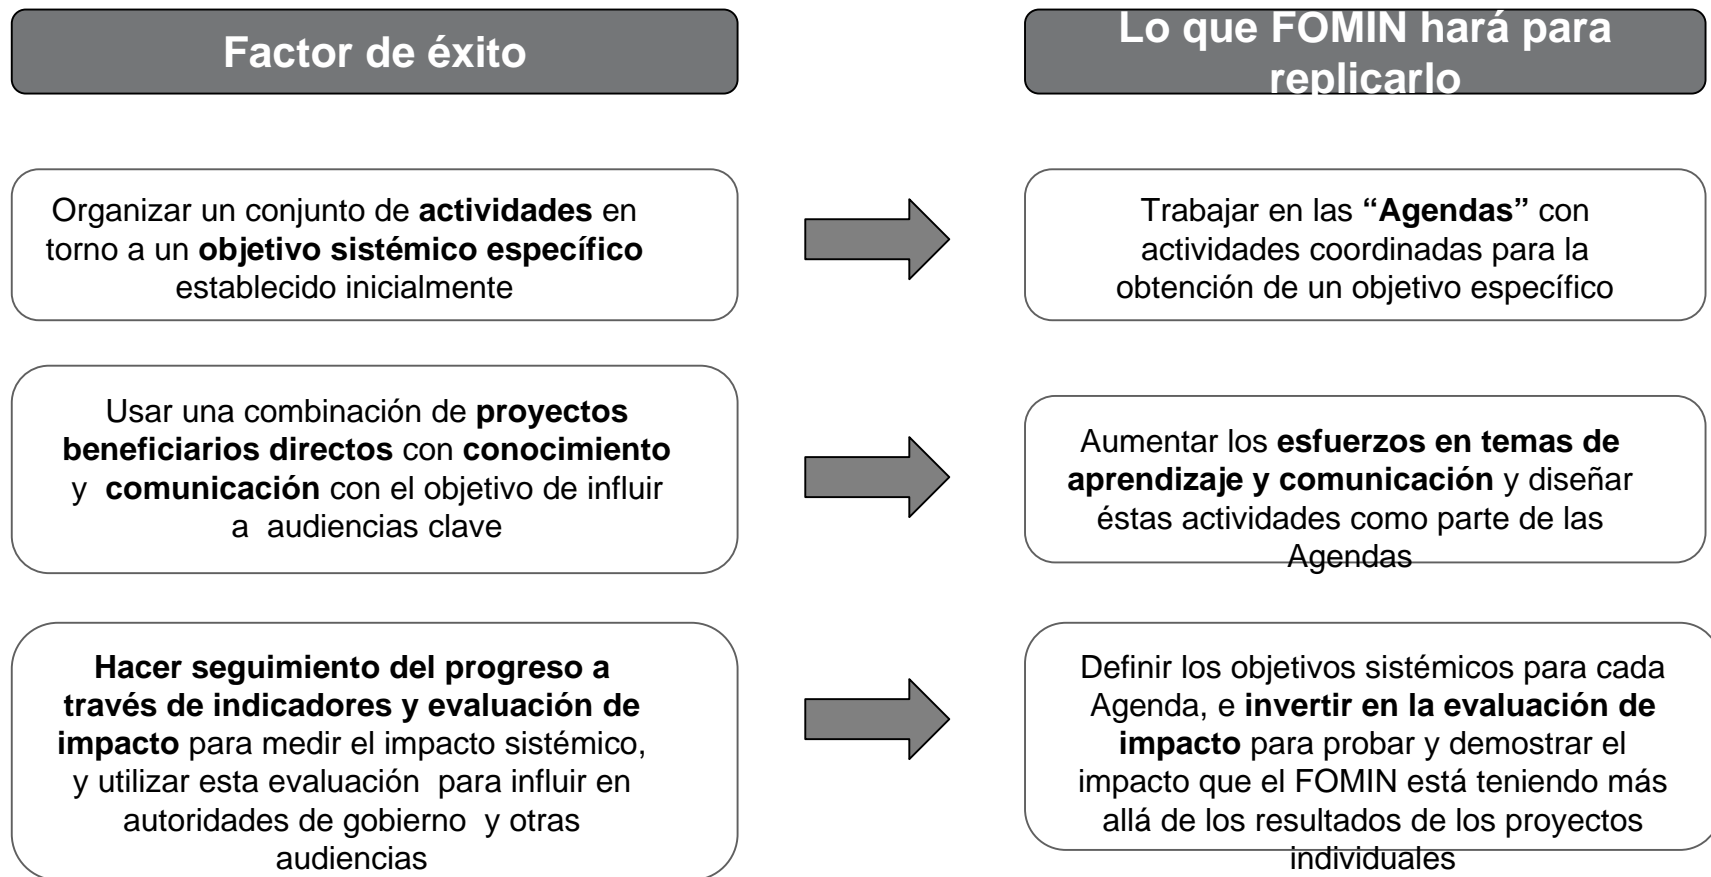 Factor de éxito
Lo que FOMIN hará para
replicarlo
Organizar un conjunto de actividades en
torno a un objetivo sistémico específico
establecido inicialmente
Trabajar en las “Agendas” con
actividades coordinadas para la
obtención de un objetivo específico
Usar una combinación de proyectos
beneficiarios directos con conocimiento
y comunicación con el objetivo de influir
a audiencias clave
Aumentar los esfuerzos en temas de
aprendizaje y comunicación y diseñar
éstas actividades como parte de las
Agendas
Hacer seguimiento del progreso a
través de indicadores y evaluación de
impacto para medir el impacto sistémico,
y utilizar esta evaluación para influir en
autoridades de gobierno y otras
audiencias
Definir los objetivos sistémicos para cada
Agenda, e invertir en la evaluación de
impacto para probar y demostrar el
impacto que el FOMIN está teniendo más
allá de los resultados de los proyectos
individuales